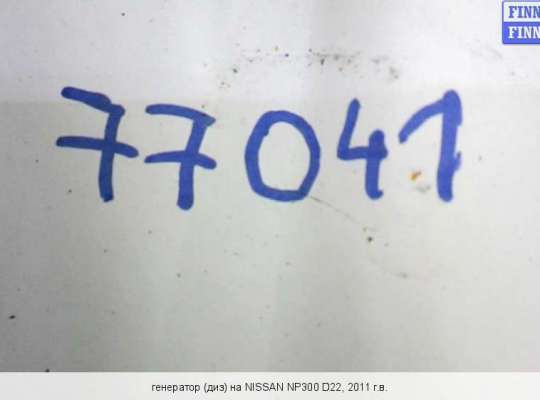 FINN
FINN
77041
генератор (диз) на NISSAN NP300 D22, 2011 г.в.